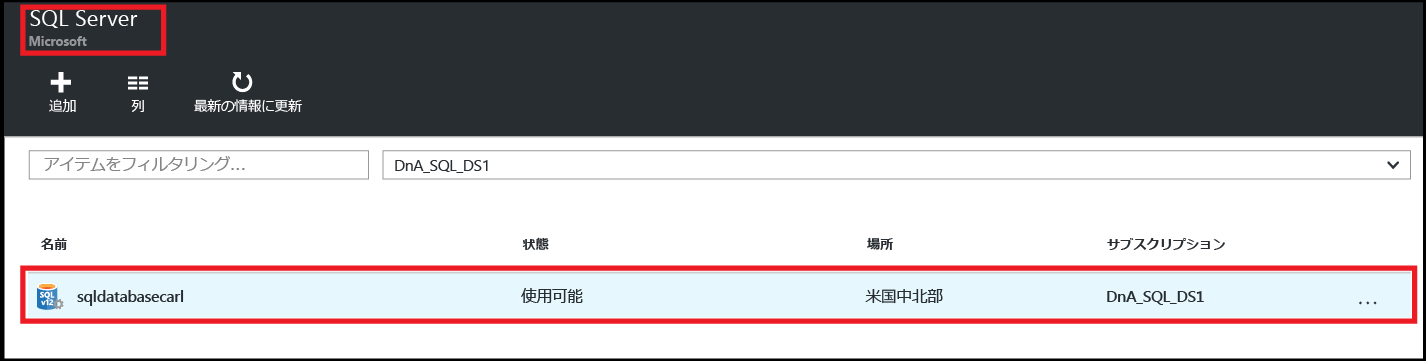 SQL Server
Microsoft
追加 列 最新の情報に更新
アイテムをフィルタリング... DnA_SQL_DS1
名前 状態 場所 サブスクリプション
SQL v12 sqldatabasecarl 使用可能 米国中北部 DnA_SQL_DS1 ...